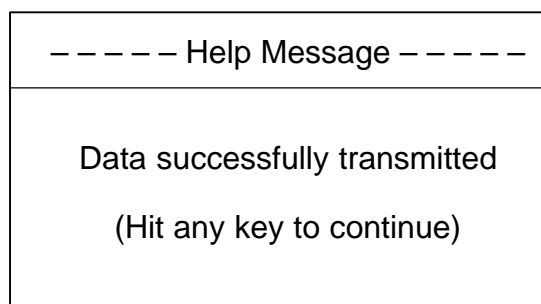 – – – – – Help Message – – – – –
Data successfully transmitted
(Hit any key to continue)